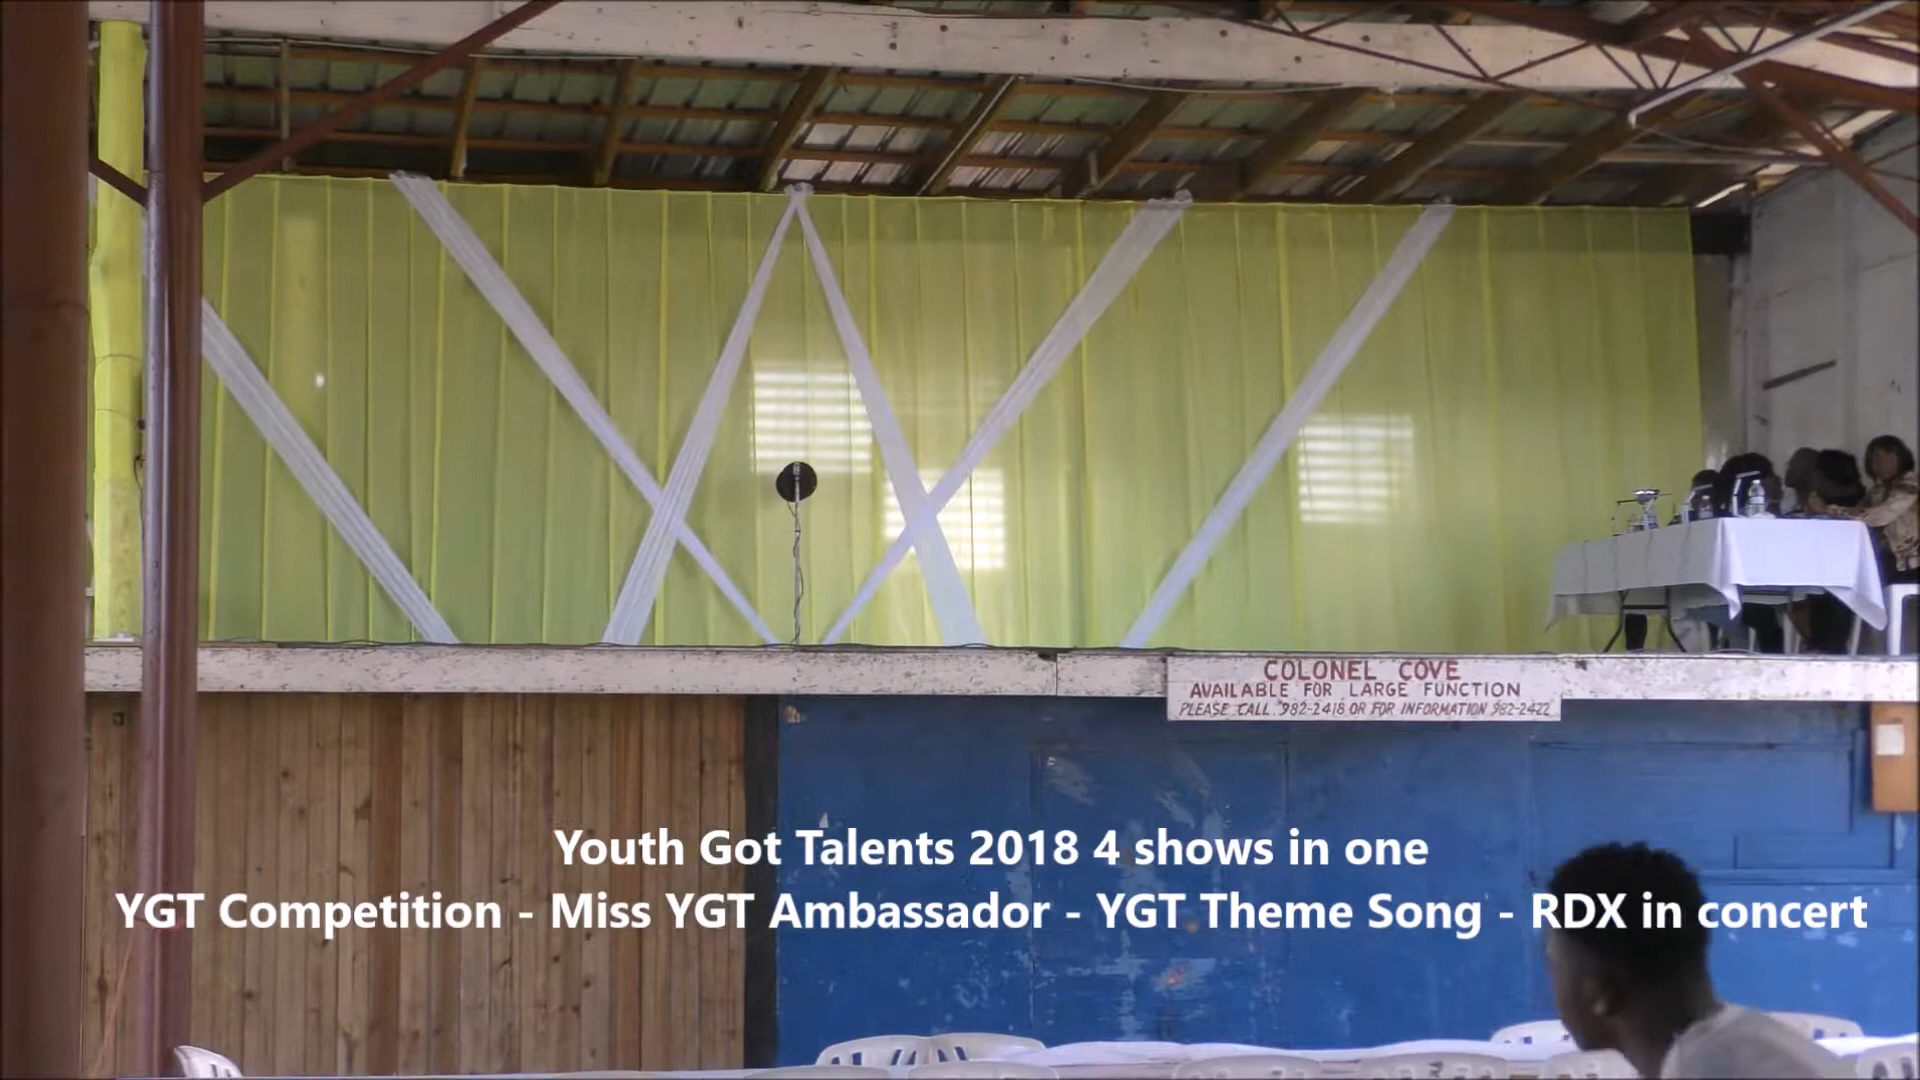 COLONEL COVE
AVAILABLE FOR LARGE FUNCTION
PLEASE CALL 982-2418 OR FOR INFORMATION 982-2422
Youth Got Talents 2018 4 shows in one
YGT Competition - Miss YGT Ambassador - YGT Theme Song - RDX in concert